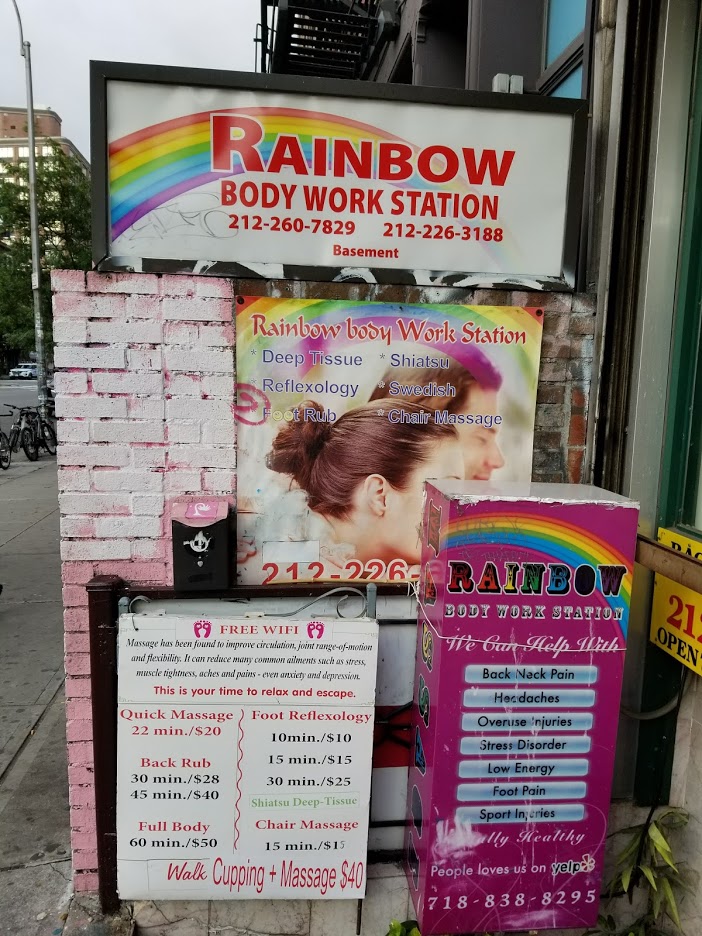 RAINBOW
BODY WORK STATION
212-260-7829 212-226-3188
Basement
Rainbow body Work Station
* Deep Tissue * Shiatsu
* Reflexology * Swedish
* Foot Rub * Chair Massage
212-226-
RAINBOW
BODY WORK STATION
We Can Help With
Back Neck Pain
Headaches
Overuse Injuries
Stress Disorder
Low Energy
Foot Pain
Sport Injuries
Healthy
People loves us on yelp
718-838-8295
FREE WIFI
Massage has been found to improve circulation, joint range-of-motion
and flexibility. It can reduce many common ailments such as stress,
muscle tightness, aches and pains - even anxiety and depression.
This is your time to relax and escape.
Quick Massage
22 min./$20
Back Rub
30 min./$28
45 min./$40
Full Body
60 min./$50
Foot Reflexology
10min./$10
15 min./$15
30 min./$25
Shiatsu Deep-Tissue
Chair Massage
15 min./$15
Walk Cupping + Massage $40
212
OPEN